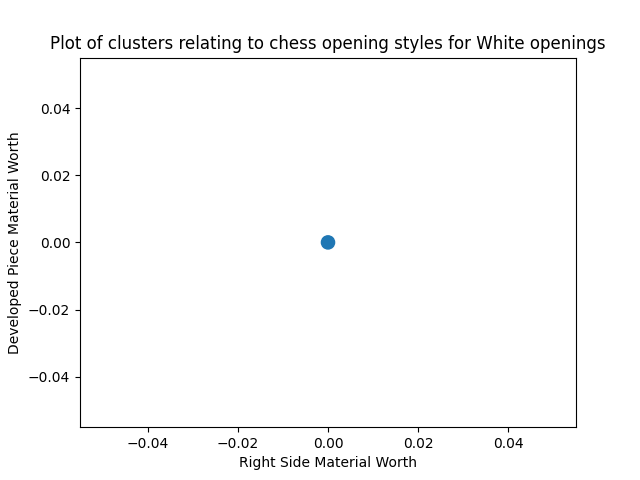 Plot of clusters relating to chess opening styles for White openings
Developed Piece Material Worth
0.04
0.02
0.00
−0.02
−0.04
−0.04 −0.02 0.00 0.02 0.04
Right Side Material Worth